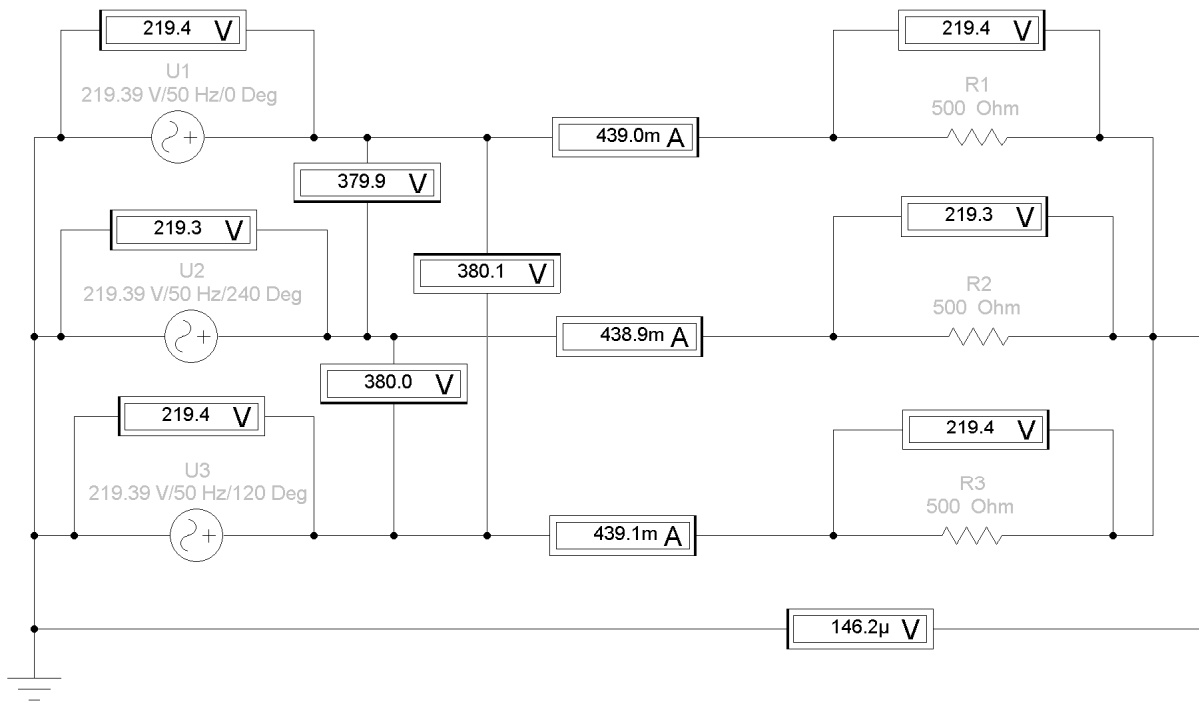 219.4 V
219.4 V
U1
219.39 V/50 Hz/0 Deg
R1
500 Ohm
+
439.0m A
379.9 V
219.3 V
219.3 V
380.1 V
U2
219.39 V/50 Hz/240 Deg
R2
500 Ohm
+
438.9m A
380.0 V
219.4 V
219.4 V
U3
219.39 V/50 Hz/120 Deg
R3
500 Ohm
+
439.1m A
146.2µ V